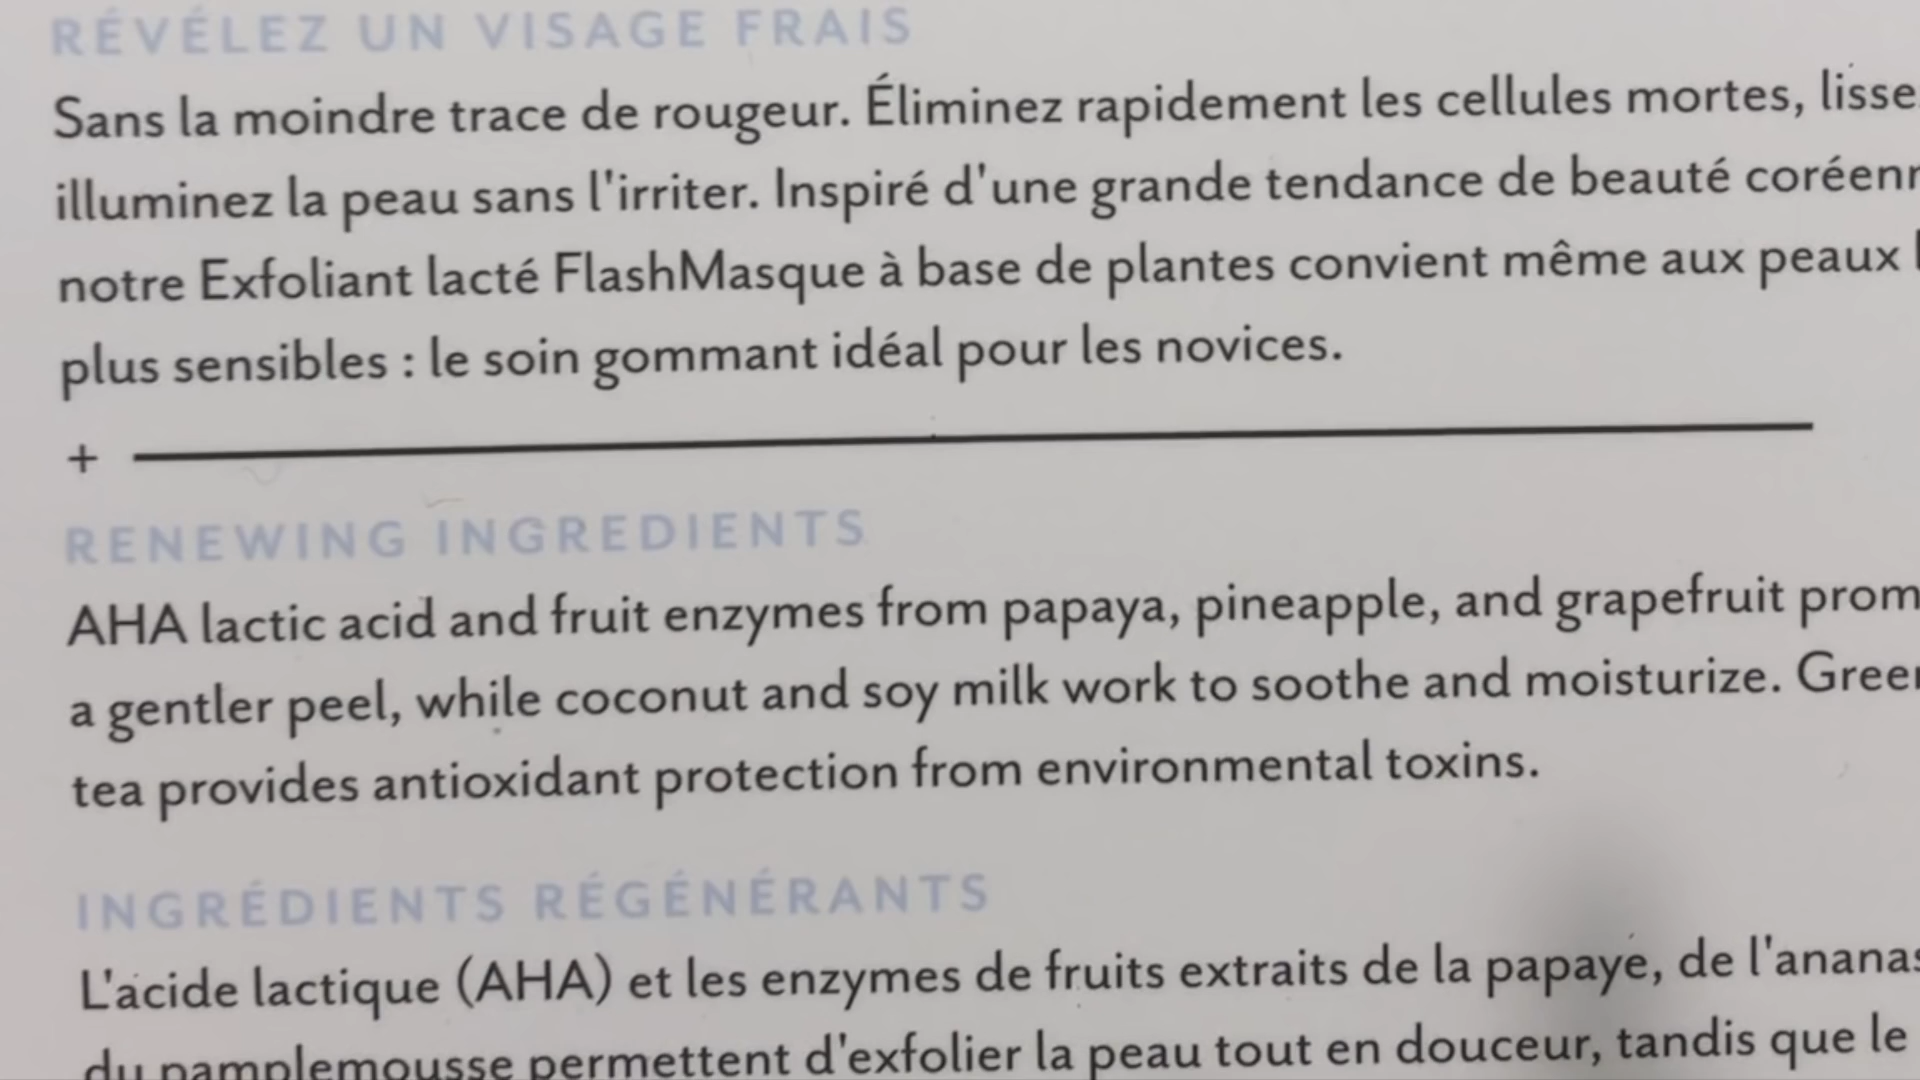 RÉVÉLEZ UN VISAGE FRAIS
Sans la moindre trace de rougeur. Éliminez rapidement les cellules mortes,
illuminez la peau sans l'irriter. Inspiré d'une grande tendance de beauté
notre Exfoliant lacté FlashMasque à base de plantes convient même aux peaux
plus sensibles : le soin gommant idéal pour les novices.
+
RENEWING INGREDIENTS
AHA lactic acid and fruit enzymes from papaya, pineapple, and grapefruit
a gentler peel, while coconut and soy milk work to soothe and moisturize. Green
tea provides antioxidant protection from environmental toxins.
INGRÉDIENTS RÉGÉNÉRANTS
L'acide lactique (AHA) et les enzymes de fruits extraits de la papaye, de l'ananas
du pamplemousse permettent d'exfolier la peau tout en douceur, tandis que le